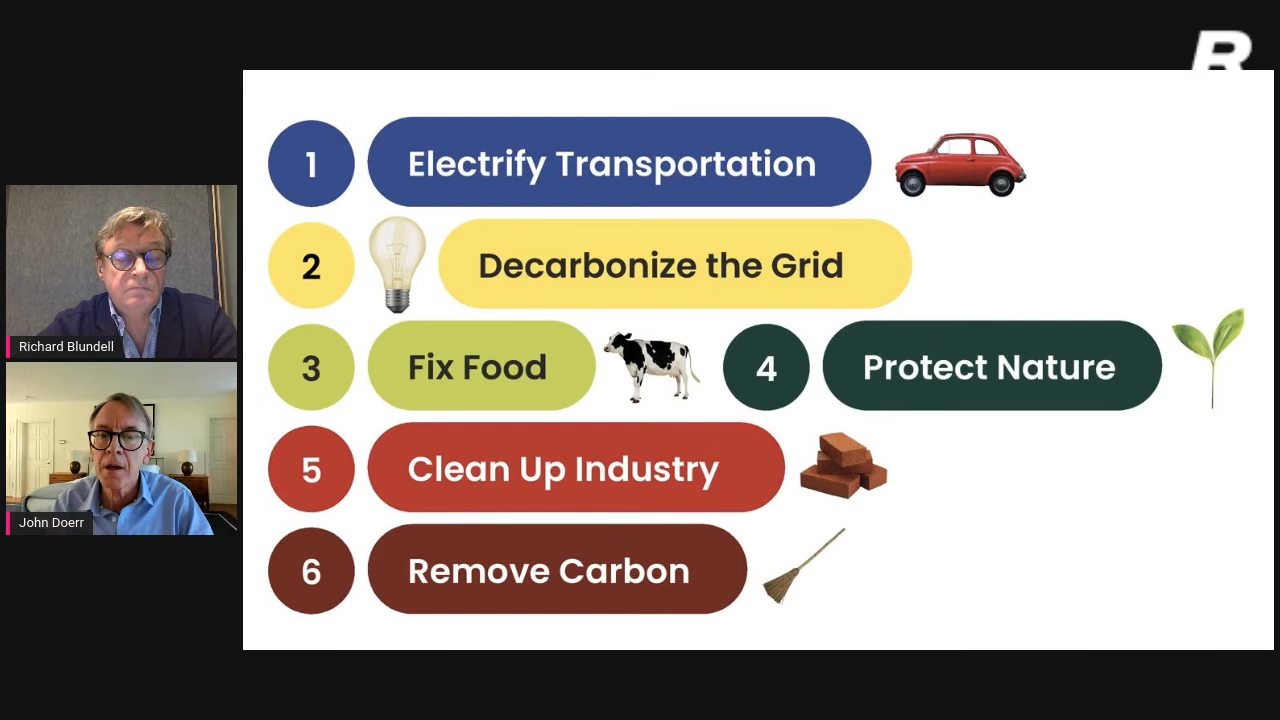 R
1 Electrify Transportation
2 Decarbonize the Grid
3 Fix Food 4 Protect Nature
5 Clean Up Industry
6 Remove Carbon
Richard Blundell
John Doerr